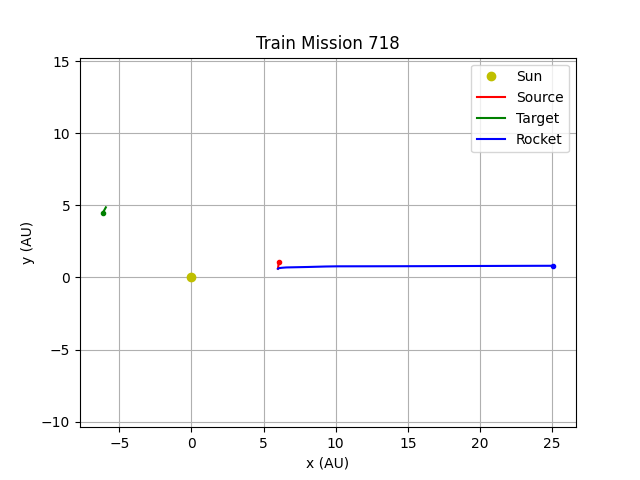 Train Mission 718
15
10
5
0
−5
−10
y (AU)
−5
0
5
10
15
20
25
x (AU)
Sun
Source
Target
Rocket